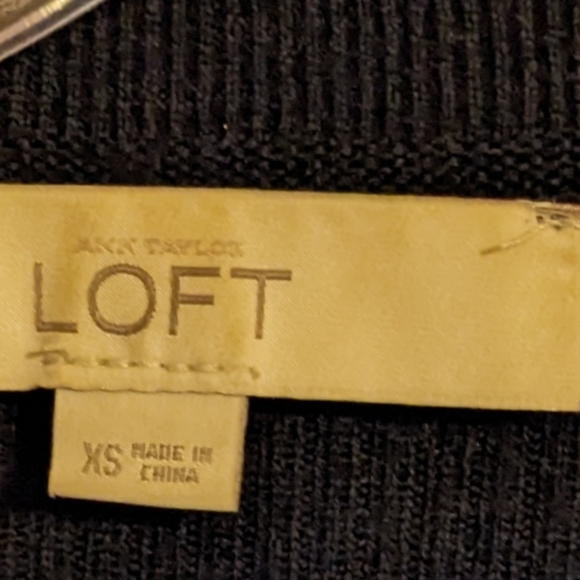 ANN TAYLOR
LOFT
XS MADE IN
CHINA